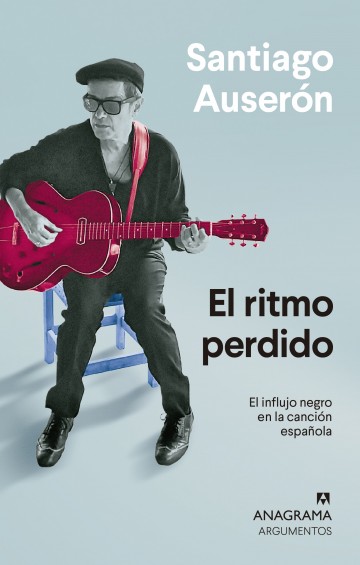 Santiago
Auserón
El ritmo
perdido
El influjo negro
en la canción
española
ANAGRAMA
ARGUMENTOS